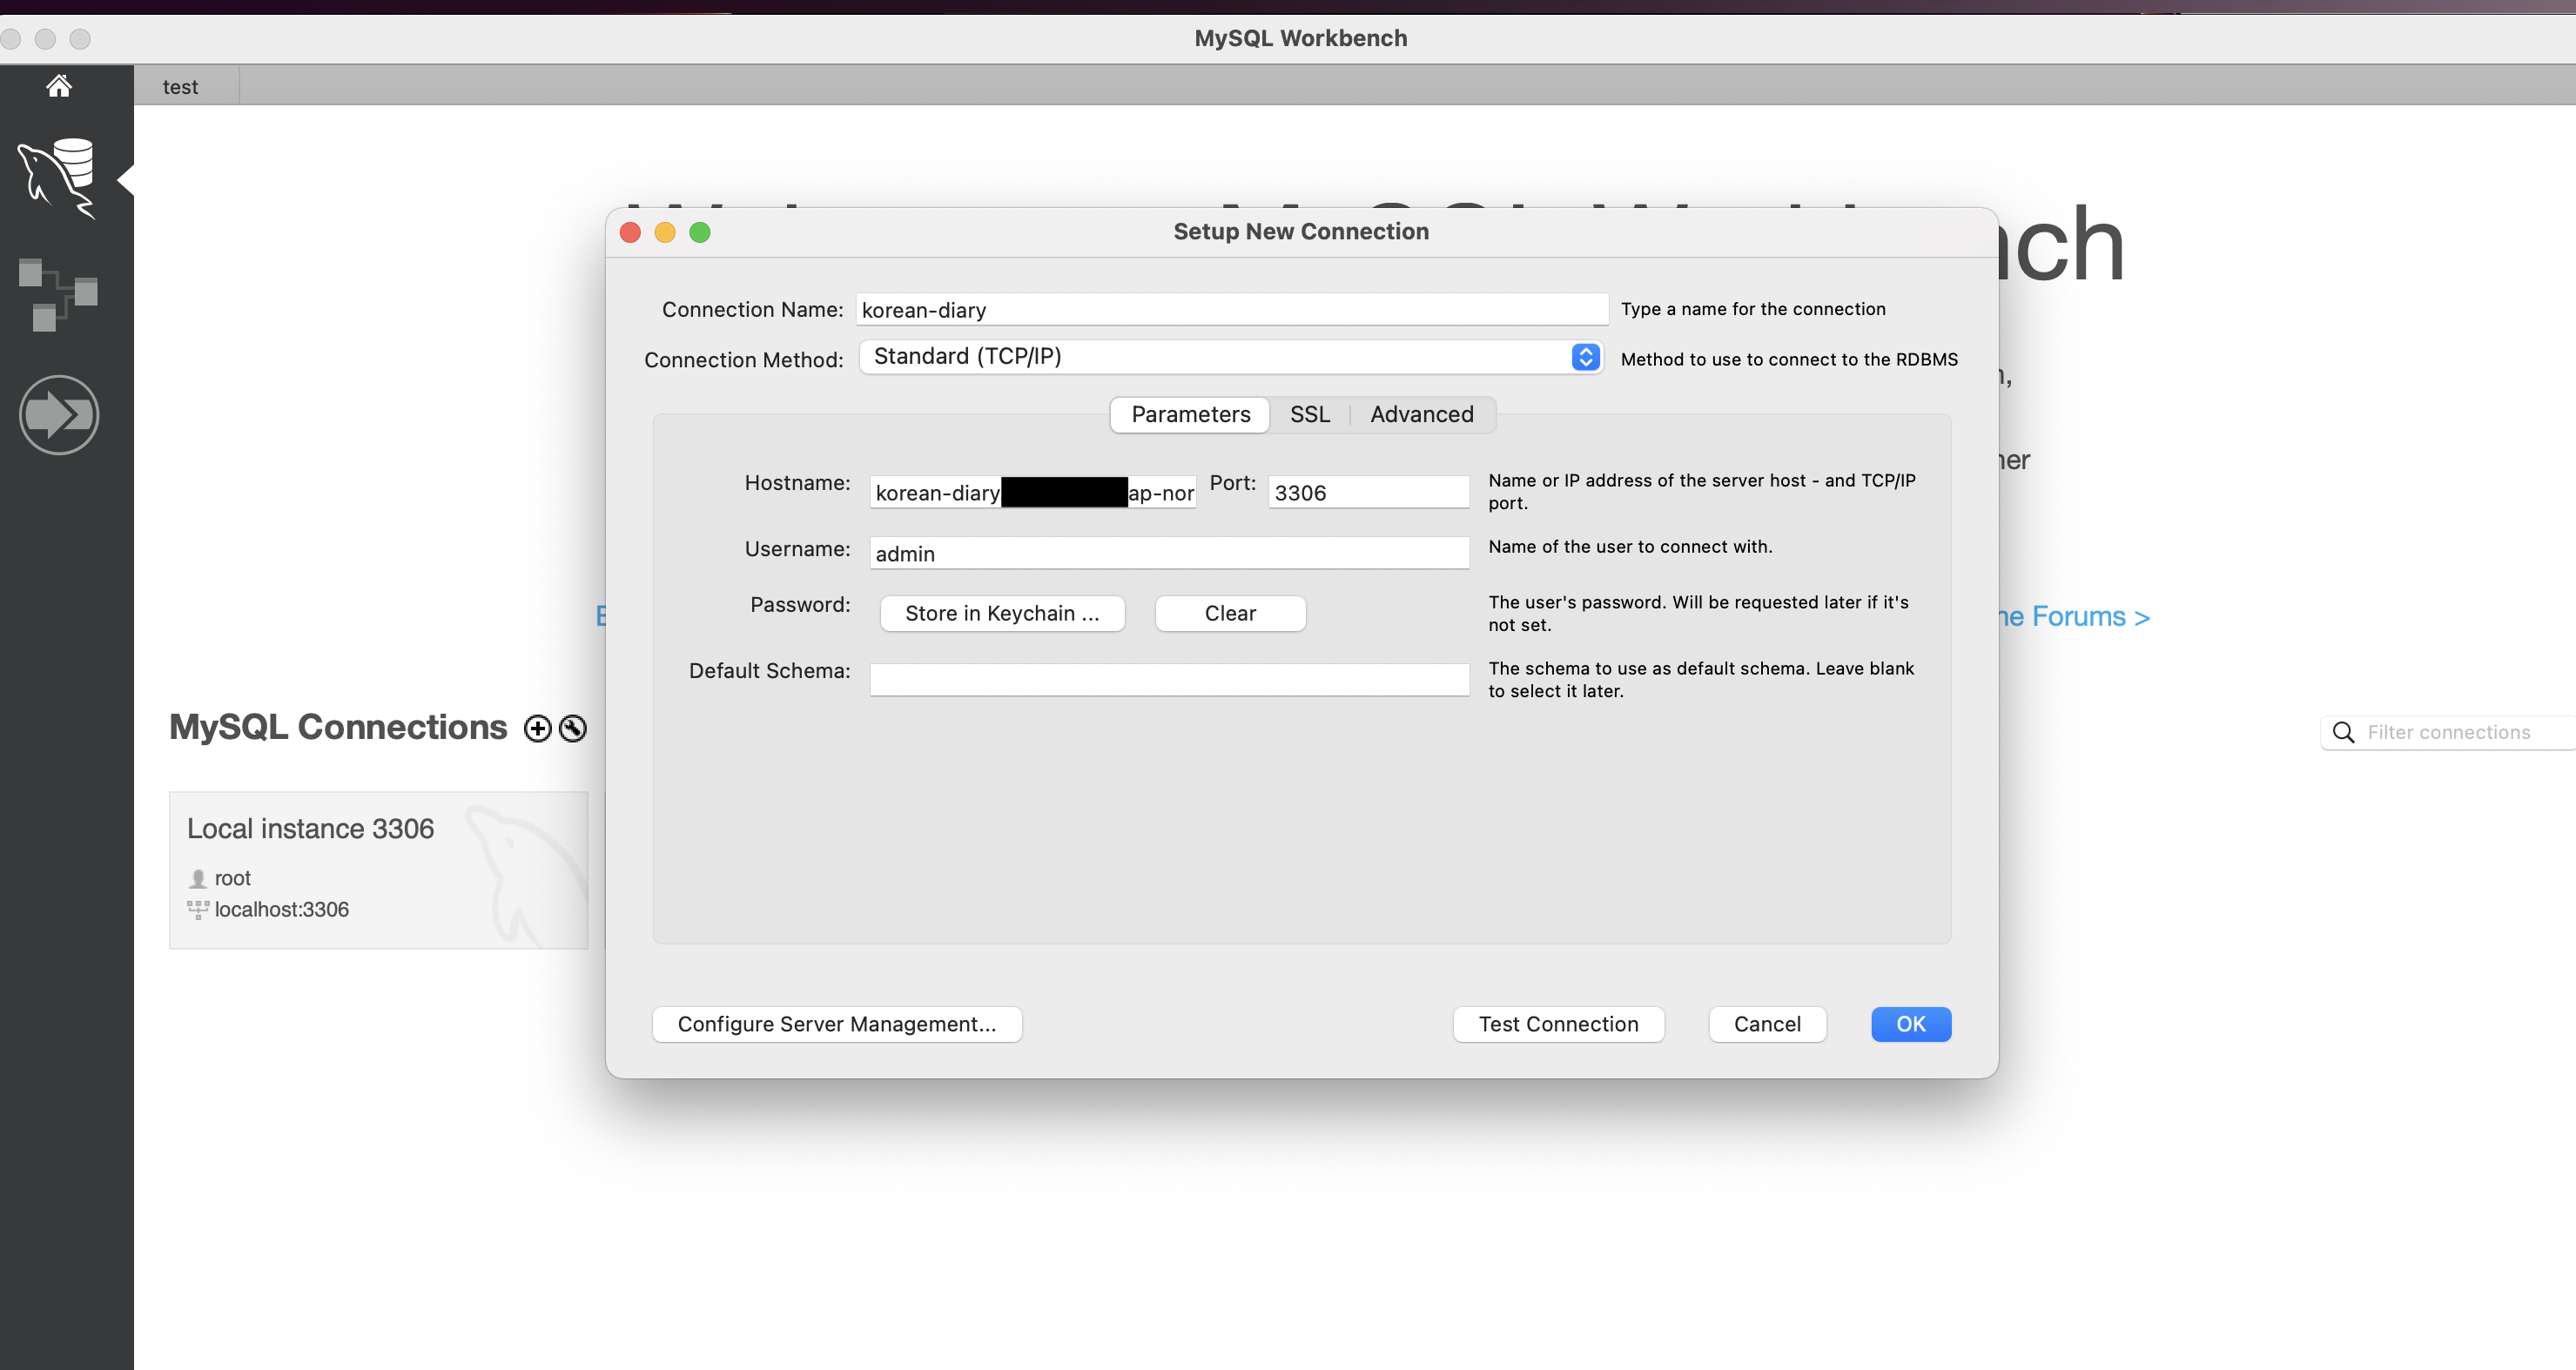 MySQL Workbench
test
ch
Setup New Connection
Connection Name: korean-diary Type a name for the connection
Connection Method: Standard (TCP/IP) Method to use to connect to the RDBMS
Parameters SSL Advanced
Hostname: korean-diary ap-nor Port: 3306 Name or IP address of the server host - and TCP/IP
port.
Username: admin Name of the user to connect with.
Password: Store in Keychain ... Clear The user's password. Will be requested later if it's
not set.
Forums >
Default Schema: The schema to use as default schema. Leave blank
to select it later.
MySQL Connections
Filter connections
Local instance 3306
root
localhost:3306
Configure Server Management... Test Connection Cancel OK